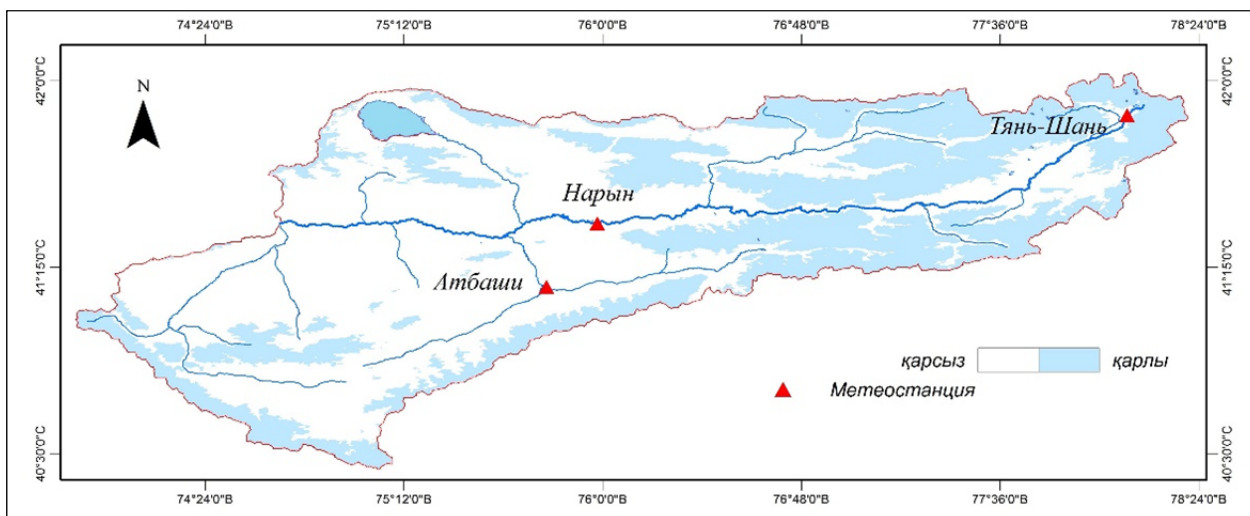 74°24'0"В 75°12'0"В 76°0'0"В 76°48'0"В 77°36'0"В 78°24'0"В
42°0'0"С 42°0'0"С
N
Тянь-Шань
Нарын
41°15'0"С 41°15'0"С
Атбаши
қарсыз қарлы
Метеостанция
40°30'0"С 40°30'0"С
74°24'0"В 75°12'0"В 76°0'0"В 76°48'0"В 77°36'0"В 78°24'0"В